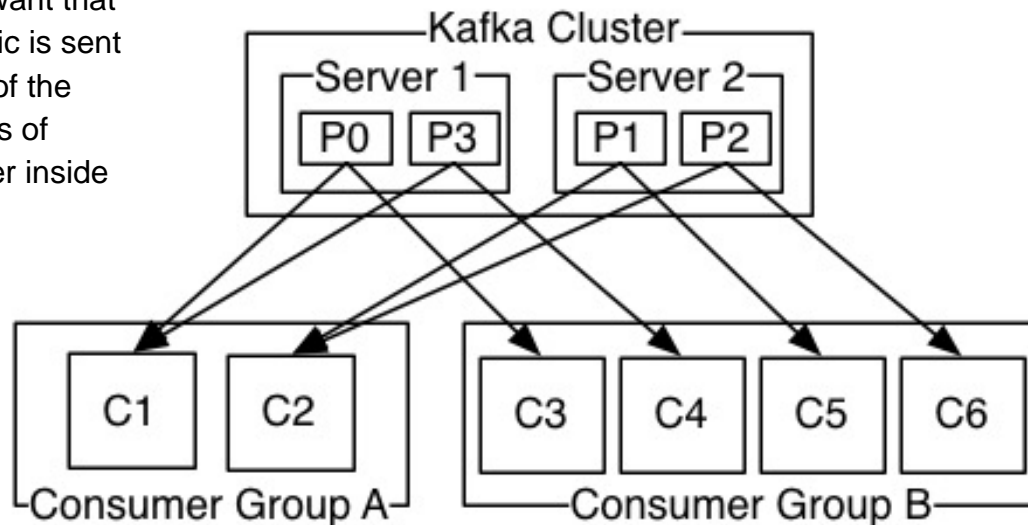 want that
ic is sent
of the
s of
er inside
Kafka Cluster
Server 1
Server 2
P0
P3
P1
P2
C1
C2
C3
C4
C5
C6
Consumer Group A
Consumer Group B